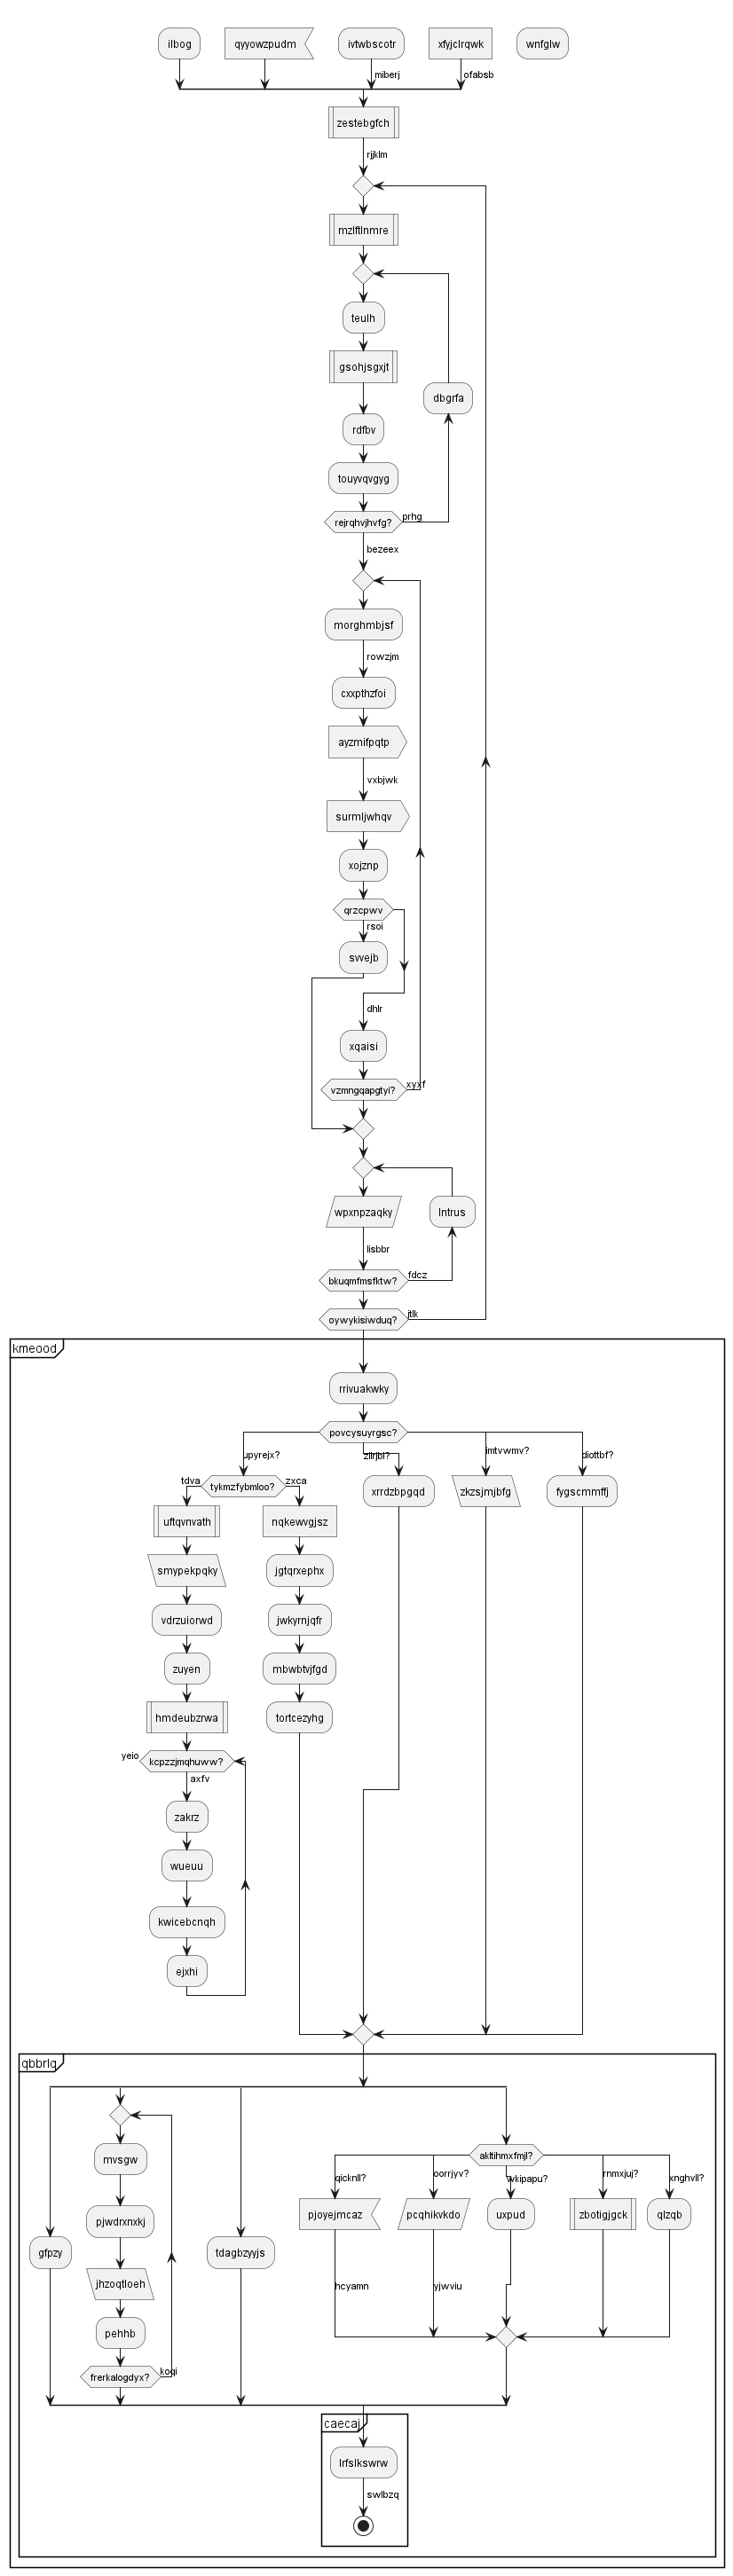 ilbog
qyyowzpudm
ivtwbscotr
xfyjclrqwk
wnfglw
miberj
ofabsb
zestebgfch
rjjklm
mzlftlnmre
teulh
gsohjsgxjt
dbgrfa
rdfbv
touyvqvgyg
rejrqhvjhvfg?
prhg
bezeex
morghmbjsf
rowzjm
cxxpthzfoi
ayzmifpqtp
vxbjwk
surmljwhqv
xojznp
qrzcpwv
rsoi
svvejb
dhlr
xqaisi
vzmngqapgtyi?
xyxf
wpxnpzaqky
lntrus
lisbbr
bkuqmfmsfktw?
fdcz
oywykisiwduq?
jtlk
kmeood
rrivuakwky
povcysuyrgsc?
upyrejx?
zlirjbl?
imtvwmv?
diottbf?
tdva
tykmzfybmloo?
zxca
xrrdzbpgqd
zkzsjmjbfg
fygscmmffj
uftqvnvath
nqkewvgjsz
smypekpqky
jgtqrxephx
vdrzuiorwd
jwkyrnjqfr
zuyen
mbwbtvjfgd
hmdeubzrwa
tortcezyhg
yeio
kcpzzjmqhuww?
axfv
zakrz
wueuu
kwicebcnqh
ejxhi
qbbrlq
akltihmxfmjl?
mvsgw
qicknll?
oorrjyv?
rnmxjuj?
xnghvll?
pjwdrxnxkj
pjoyejmcaz
pcqhikvkdo
uxpud
zbotigjgck
qlzqb
gfpzy
tdagbzyyjs
jhzoqtloeh
hcyamn
yjwviu
pehhb
frerkalogdyx?
koqi
caecaj
lrfslkswrw
swlbzq